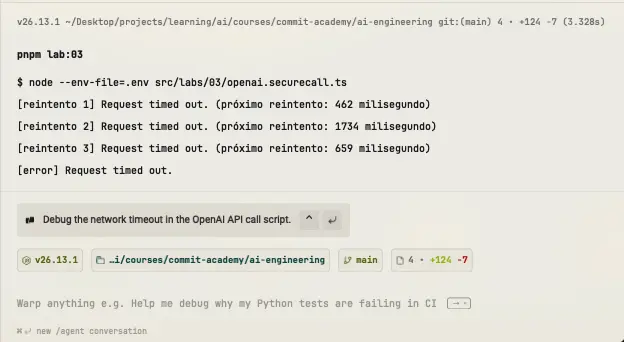 v26.13.1 ~/Desktop/projects/learning/ai/courses/commit-academy/ai-engineering git:(main) 4 • +124 -7 (3.328s)
pnpm lab:03
$ node --env-file=.env src/labs/03/openai.securecall.ts
[reintento 1] Request timed out. (próximo reintento: 462 milisegundo)
[reintento 2] Request timed out. (próximo reintento: 1734 milisegundo)
[reintento 3] Request timed out. (próximo reintento: 659 milisegundo)
[error] Request timed out.
Debug the network timeout in the OpenAI API call script. ^ ↵
v26.13.1 …i/courses/commit-academy/ai-engineering main 4 • +124 -7
Warp anything e.g. Help me debug why my Python tests are failing in CI
⌘↵ new /agent conversation